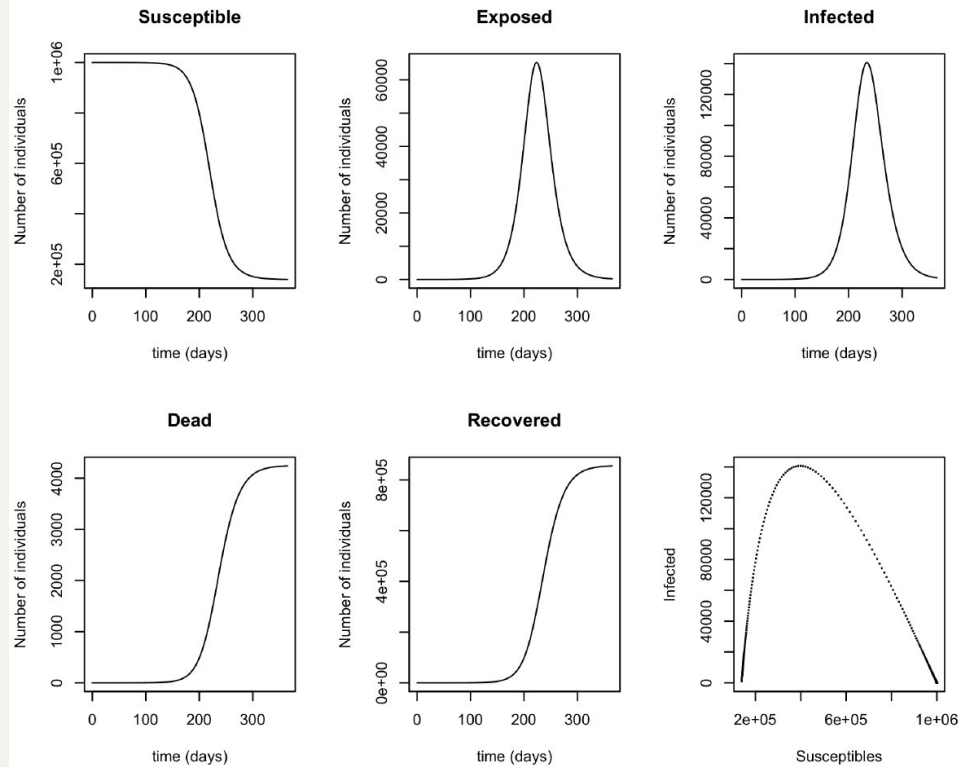 Susceptible
Number of individuals
2e+05
6e+05
1e+06
0 100 200 300
time (days)
Exposed
Number of individuals
0
20000
40000
60000
0 100 200 300
time (days)
Infected
Number of individuals
0
40000
80000
120000
0 100 200 300
time (days)
Dead
Number of individuals
0
1000
2000
3000
4000
0 100 200 300
time (days)
Recovered
Number of individuals
0e+00
4e+05
8e+05
0 100 200 300
time (days)
Infected
0
40000
80000
120000
2e+05 6e+05 1e+06
Susceptibles